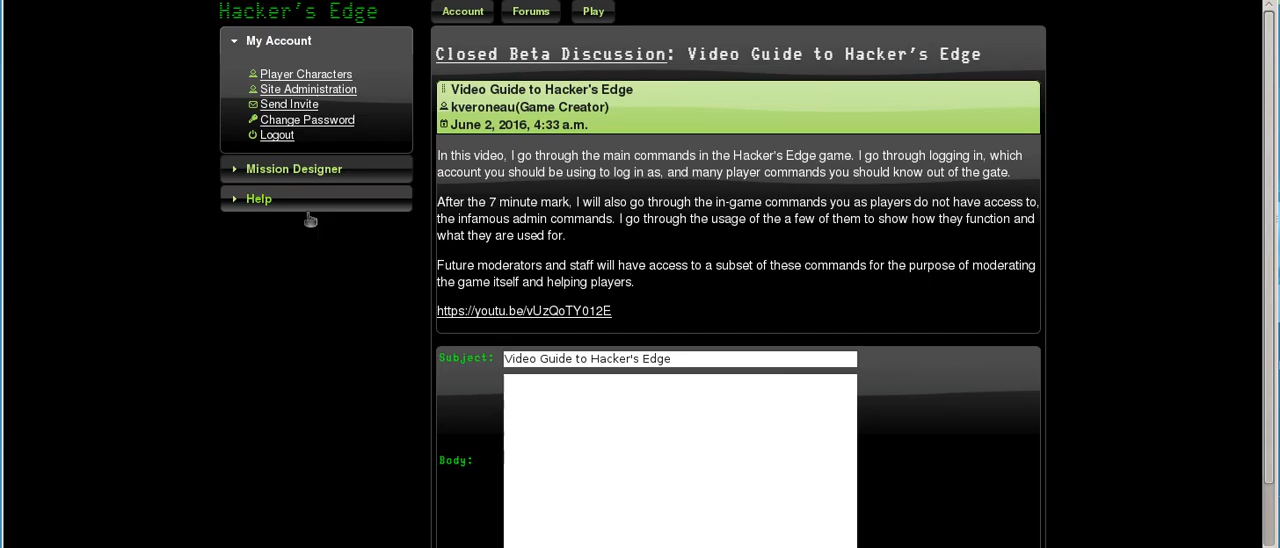 Hacker's Edge
Account
Forums
Play
My Account
Player Characters
Site Administration
Send Invite
Change Password
Logout
Mission Designer
Help
Closed Beta Discussion: Video Guide to Hacker's Edge
Video Guide to Hacker's Edge
kveroneau(Game Creator)
June 2, 2016, 4:33 a.m.
In this video, I go through the main commands in the Hacker's Edge game. I go through logging in, which
account you should be using to log in as, and many player commands you should know out of the gate.
After the 7 minute mark, I will also go through the in-game commands you as players do not have access to,
the infamous admin commands. I go through the usage of the a few of them to show how they function and
what they are used for.
Future moderators and staff will have access to a subset of these commands for the purpose of moderating
the game itself and helping players.
https://youtu.be/vUzQoTY012E
Subject:
Video Guide to Hacker's Edge
Body: